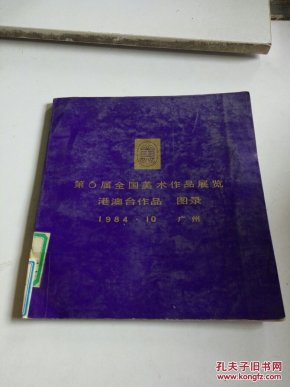 第6届全国美术作品展览
港澳台作品 图录
1984·10 广州
孔夫子旧书网
www.kongfz.com